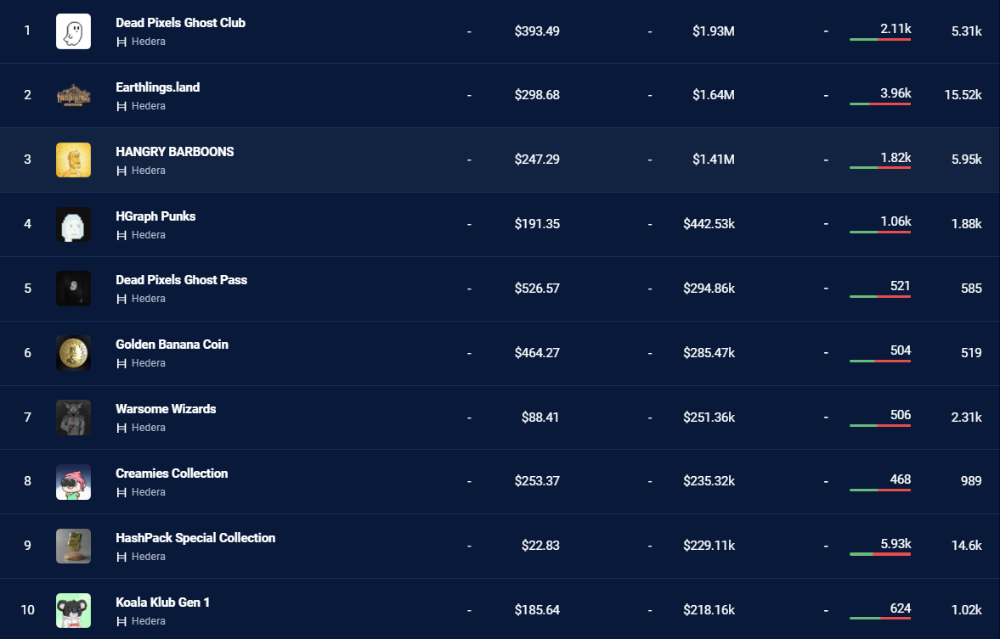 1 Dead Pixels Ghost Club - $393.49 - $1.93M - 2.11k 5.31k
Hedera
2 Earthlings.land - $298.68 - $1.64M - 3.96k 15.52k
Hedera
3 HANGRY BARBOONS - $247.29 - $1.41M - 1.82k 5.95k
Hedera
4 HGraph Punks - $191.35 - $442.53k - 1.06k 1.88k
Hedera
5 Dead Pixels Ghost Pass - $526.57 - $294.86k - 521 585
Hedera
6 Golden Banana Coin - $464.27 - $285.47k - 504 519
Hedera
7 Warsome Wizards - $88.41 - $251.36k - 506 2.31k
Hedera
8 Creamies Collection - $253.37 - $235.32k - 468 989
Hedera
9 HashPack Special Collection - $22.83 - $229.11k - 5.93k 14.6k
Hedera
10 Koala Klub Gen 1 - $185.64 - $218.16k - 624 1.02k
Hedera